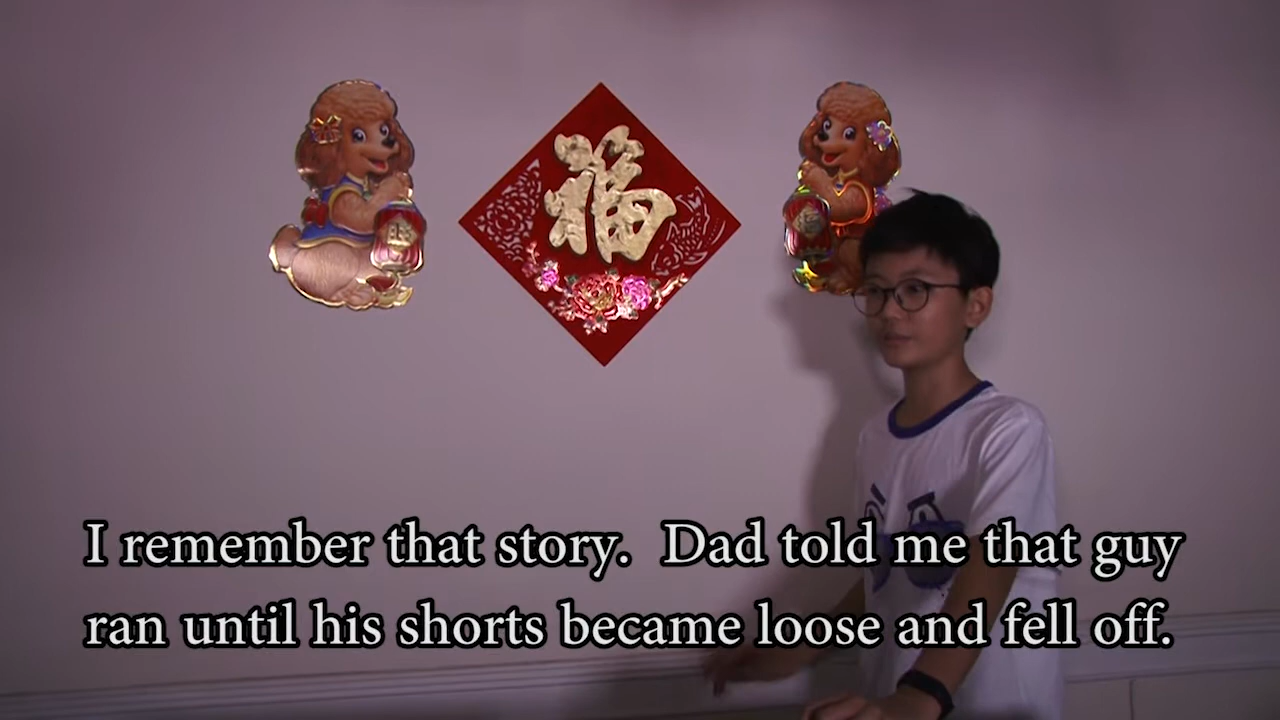 福
I remember that story. Dad told me that guy
ran until his shorts became loose and fell off.